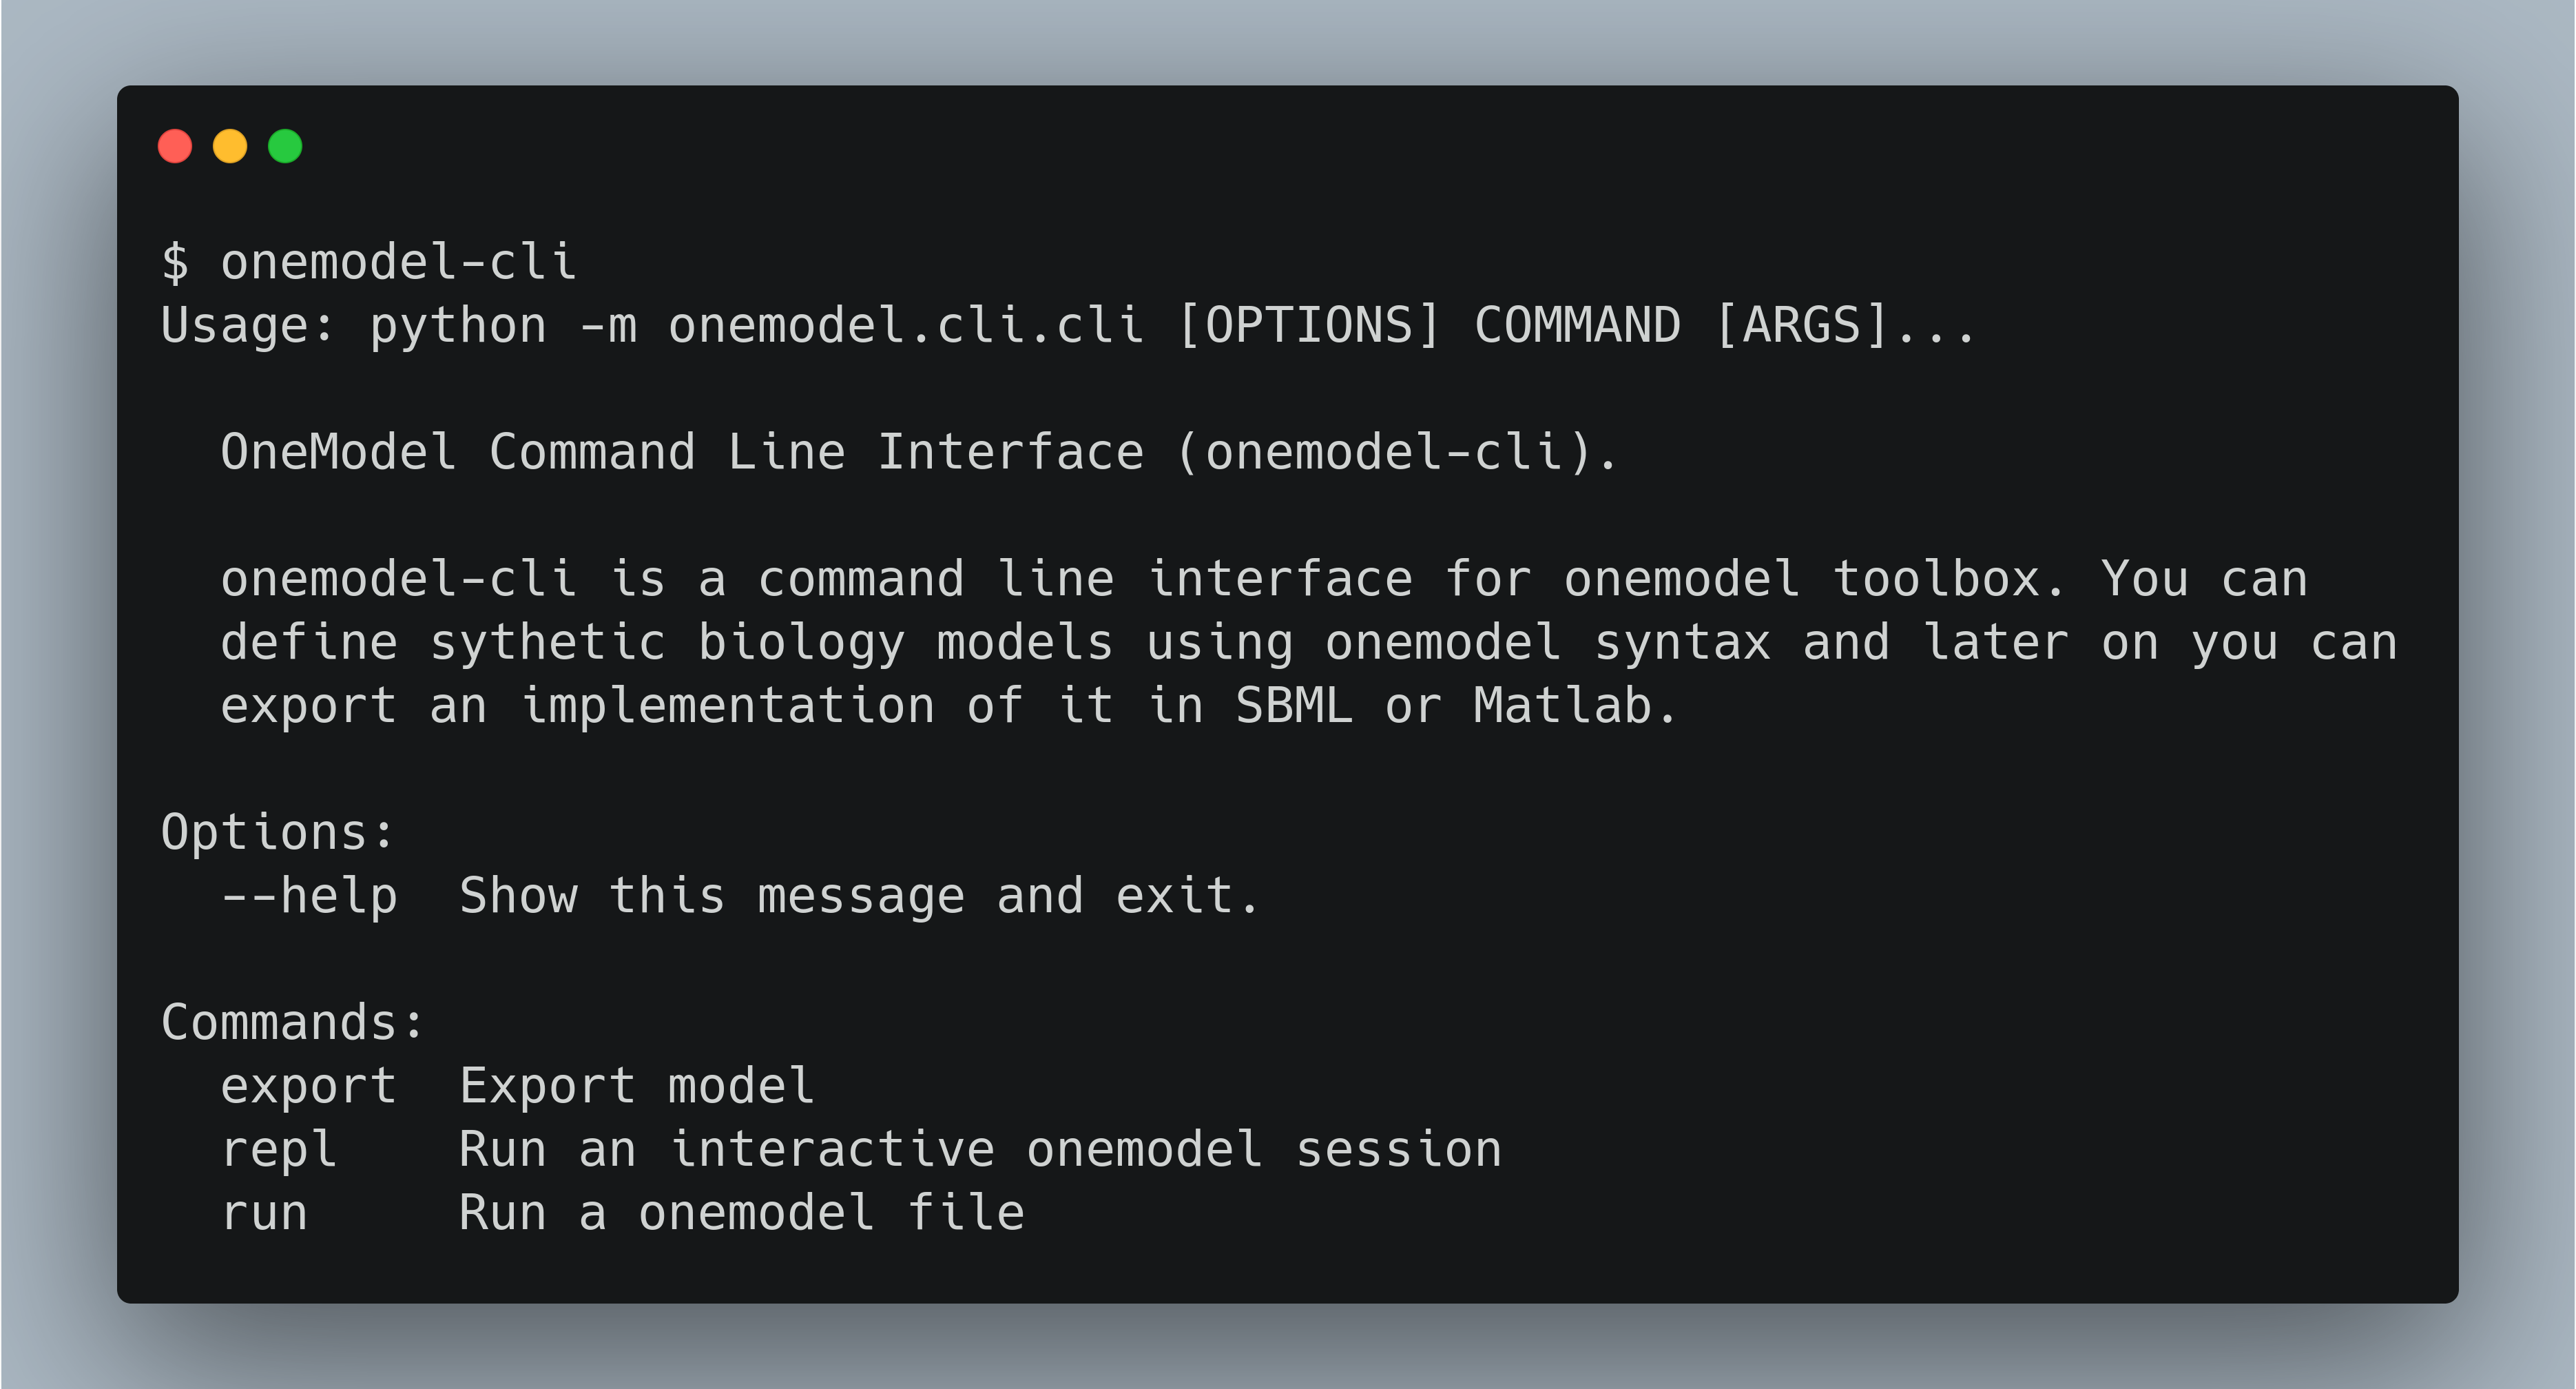 $ onemodel-cli
Usage: python -m onemodel.cli.cli [OPTIONS] COMMAND [ARGS]...
OneModel Command Line Interface (onemodel-cli).
onemodel-cli is a command line interface for onemodel toolbox. You can
define sythetic biology models using onemodel syntax and later on you can
export an implementation of it in SBML or Matlab.
Options:
--help  Show this message and exit.
Commands:
export  Export model
repl    Run an interactive onemodel session
run     Run a onemodel file